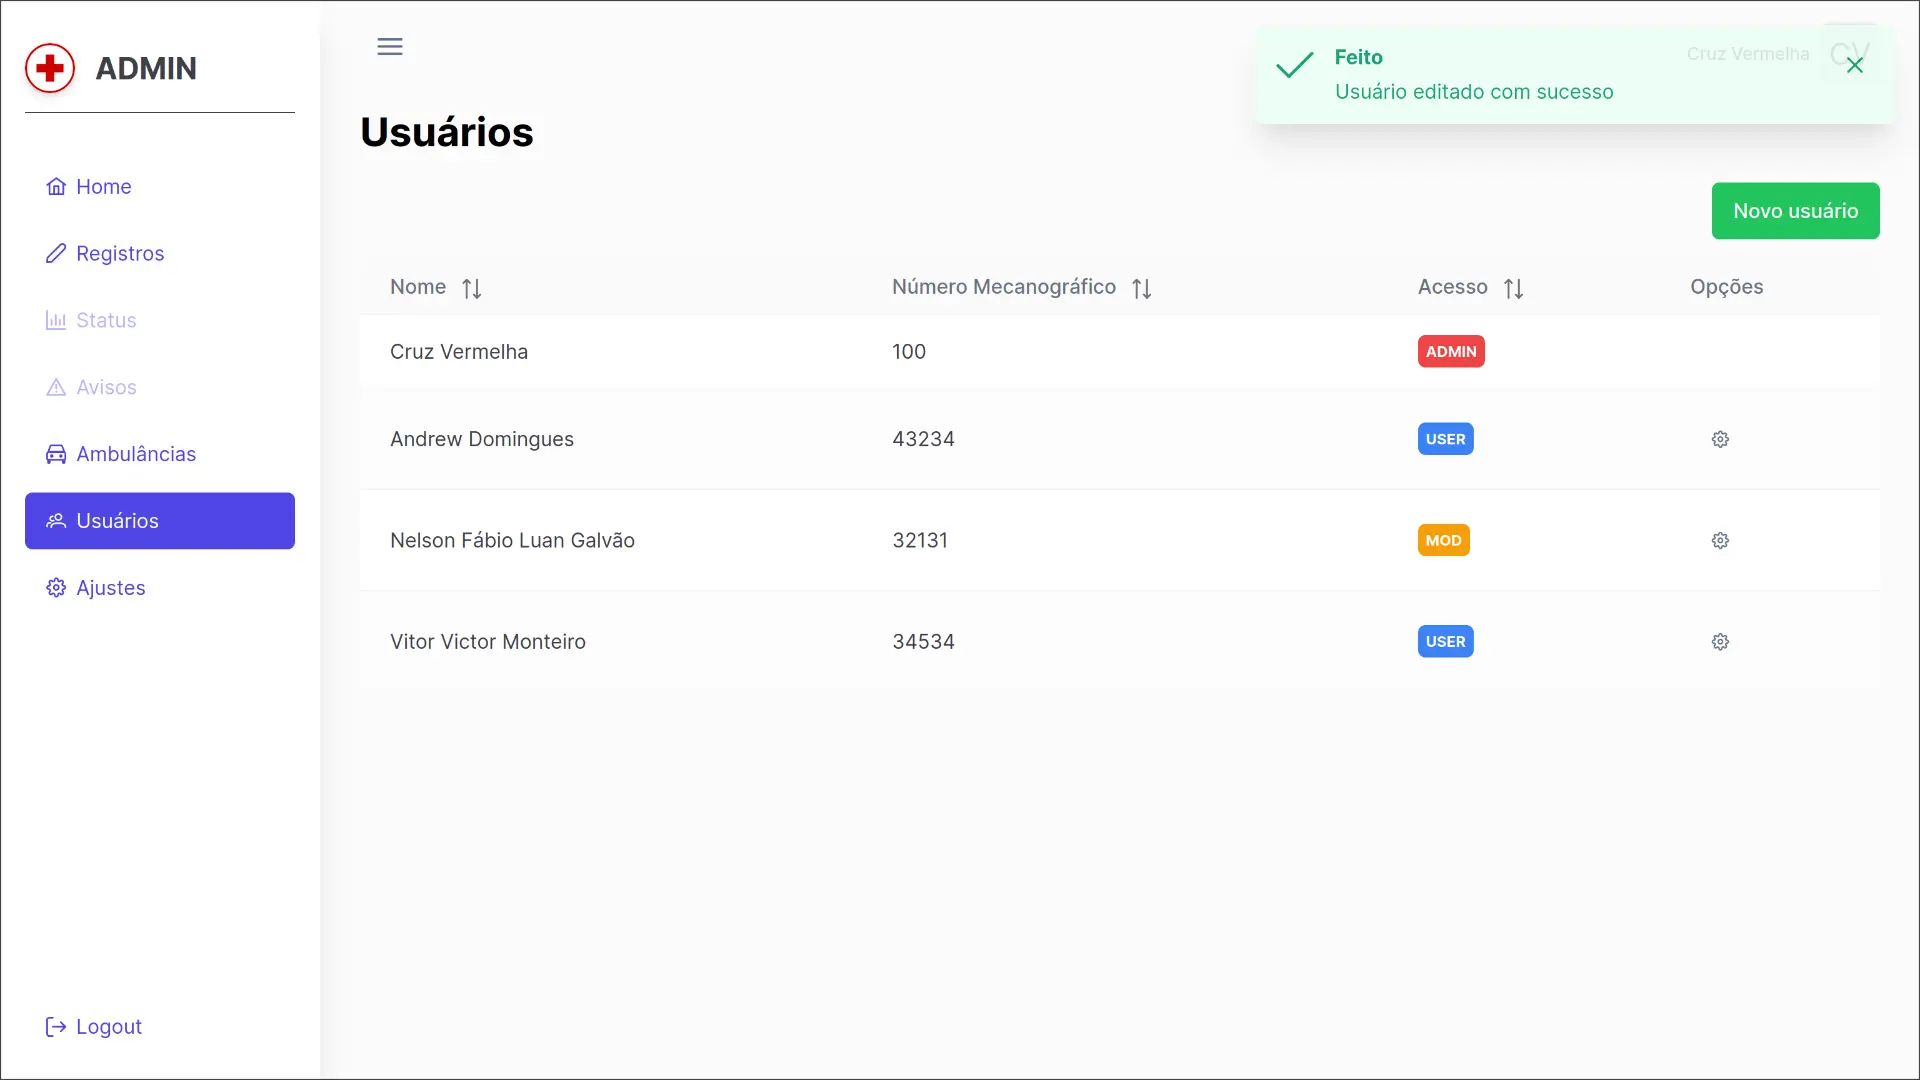 ADMIN
Home
Registros
Status
Avisos
Ambulâncias
Usuários
Ajustes
Logout
Feito
Usuário editado com sucesso
Cruz Vermelha CV
Usuários
Novo usuário
Nome Número Mecanográfico Acesso Opções
Cruz Vermelha 100 ADMIN
Andrew Domingues 43234 USER
Nelson Fábio Luan Galvão 32131 MOD
Vitor Victor Monteiro 34534 USER